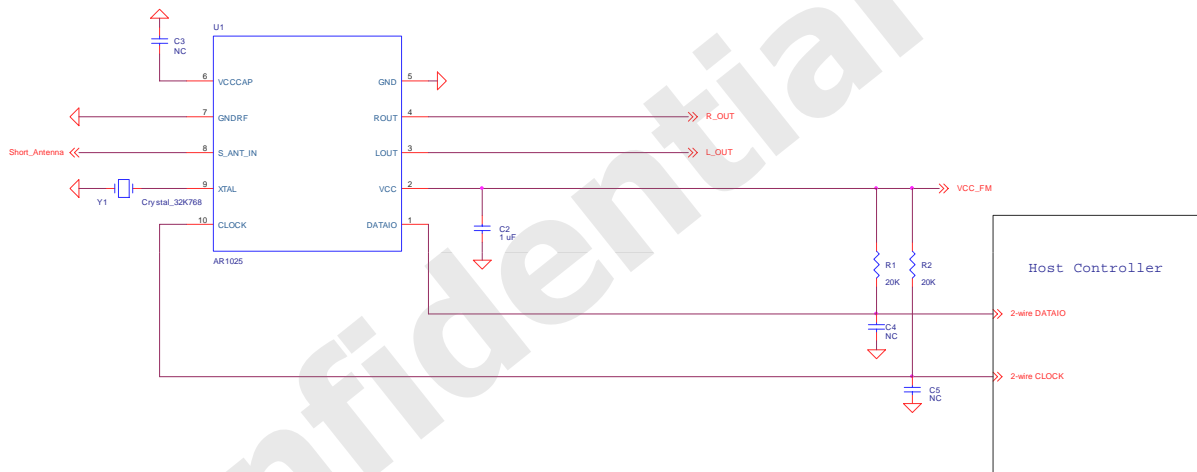 U1
C3
NC
6
VCCCAP
GND
5
7
GNDRF
ROUT
4
R_OUT
Short_Antenna
8
S_ANT_IN
LOUT
3
L_OUT
9
XTAL
VCC
2
VCC_FM
Y1
Crystal_32K768
10
CLOCK
DATAIO
1
C2
1 uF
AR1025
R1
20K
R2
20K
Host Controller
2-wire DATAIO
C4
NC
2-wire CLOCK
C5
NC
nfidential